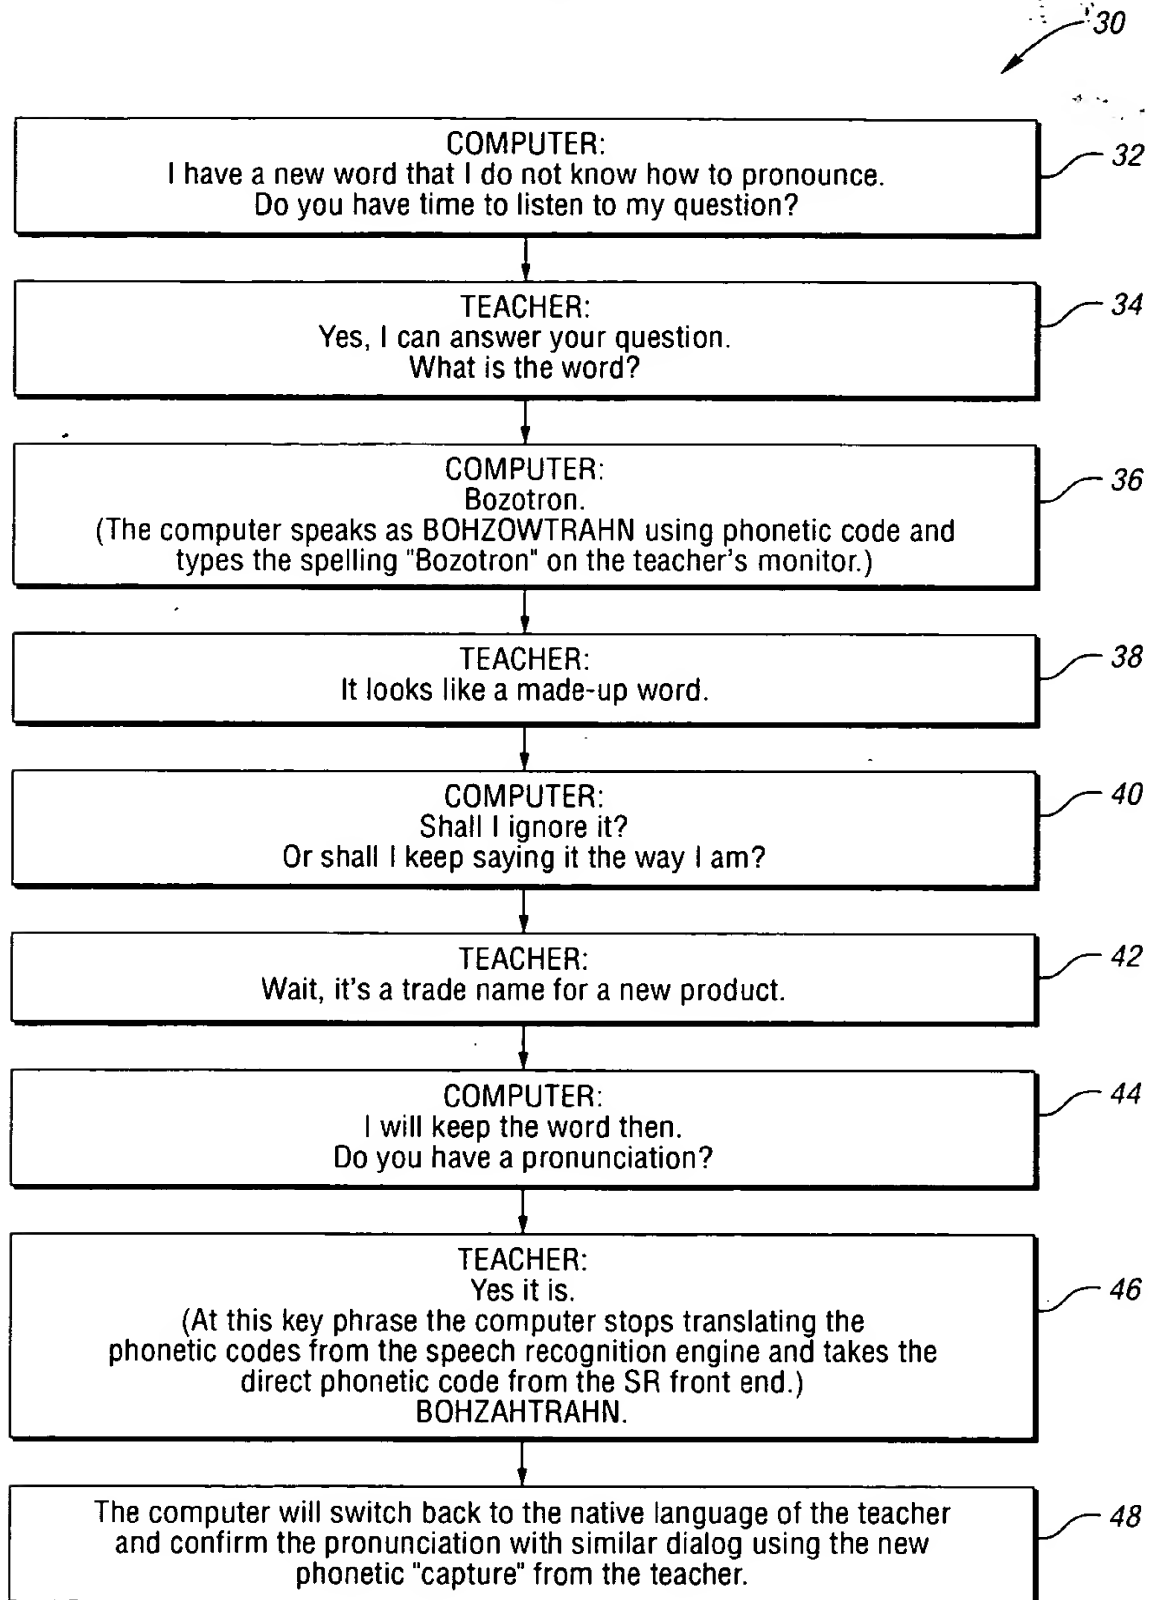 30
COMPUTER:
I have a new word that I do not know how to pronounce.
Do you have time to listen to my question?
32
TEACHER:
Yes, I can answer your question.
What is the word?
34
COMPUTER:
Bozotron.
(The computer speaks as BOHZOWTRAHN using phonetic code and
types the spelling "Bozotron" on the teacher's monitor.)
36
TEACHER:
It looks like a made-up word.
38
COMPUTER:
Shall I ignore it?
Or shall I keep saying it the way I am?
40
TEACHER:
Wait, it's a trade name for a new product.
42
COMPUTER:
I will keep the word then.
Do you have a pronunciation?
44
TEACHER:
Yes it is.
(At this key phrase the computer stops translating the
phonetic codes from the speech recognition engine and takes the
direct phonetic code from the SR front end.)
BOHZAHTRAHN.
46
The computer will switch back to the native language of the teacher
and confirm the pronunciation with similar dialog using the new
phonetic "capture" from the teacher.
48